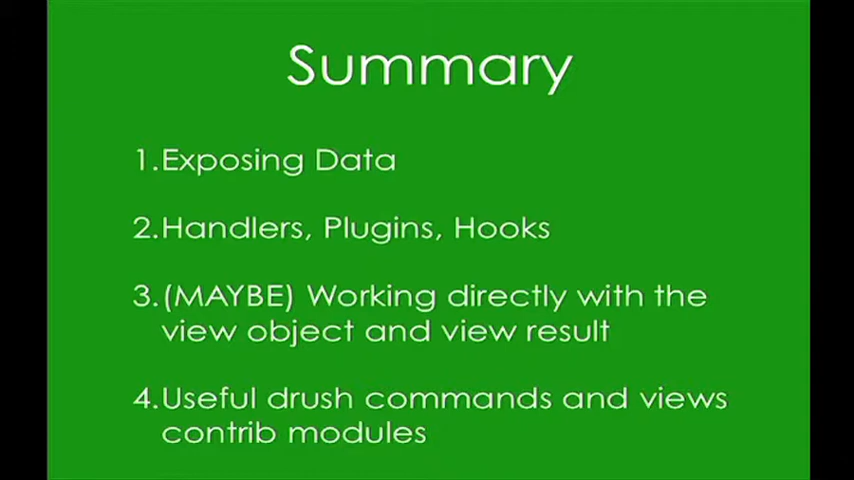 Summary
1.Exposing Data
2.Handlers, Plugins, Hooks
3.(MAYBE) Working directly with the
view object and view result
4.Useful drush commands and views
contrib modules